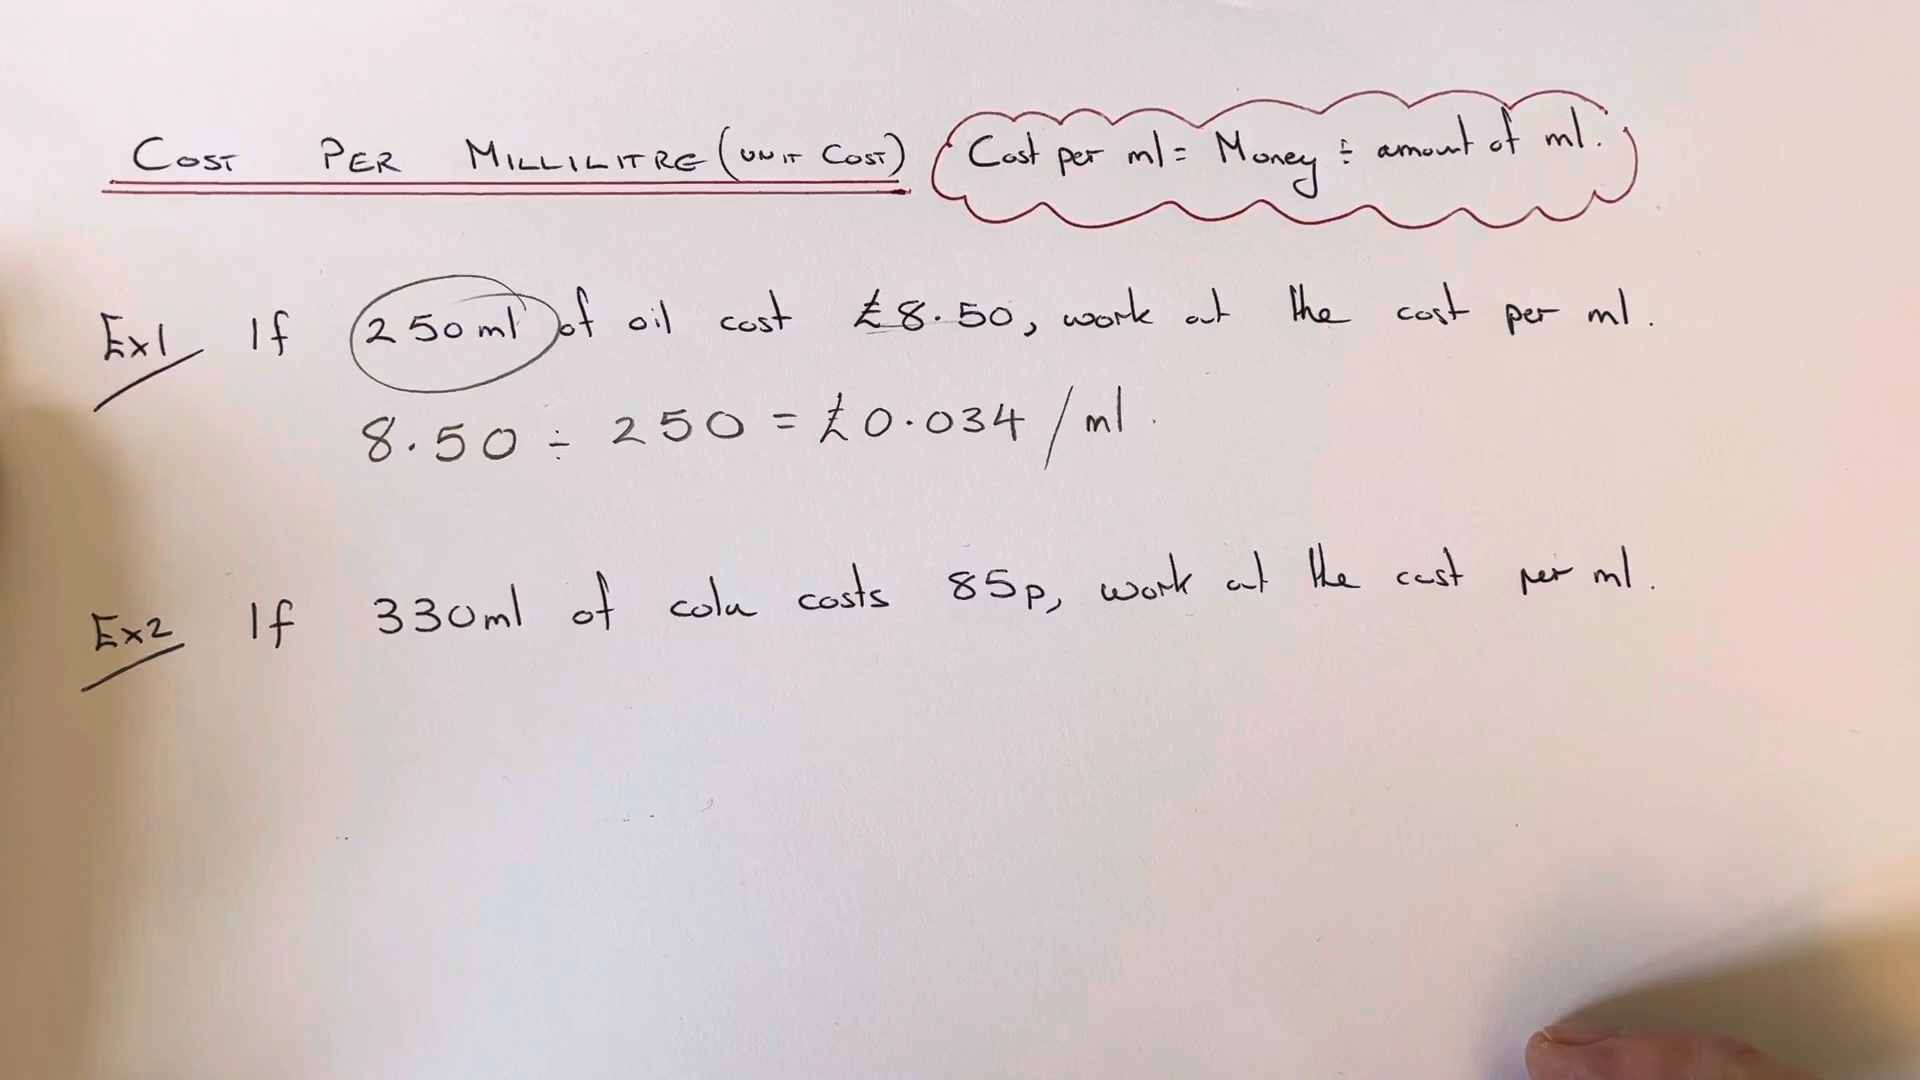 COST PER MILLILITRE (UNIT COST)
Cost per ml = Money ÷ amount of ml.
Ex1 If 250ml of oil cost £8.50, work out the cost per ml.
8.50 ÷ 250 = £0.034 / ml.
Ex2 If 330ml of cola costs 85p, work out the cost per ml.